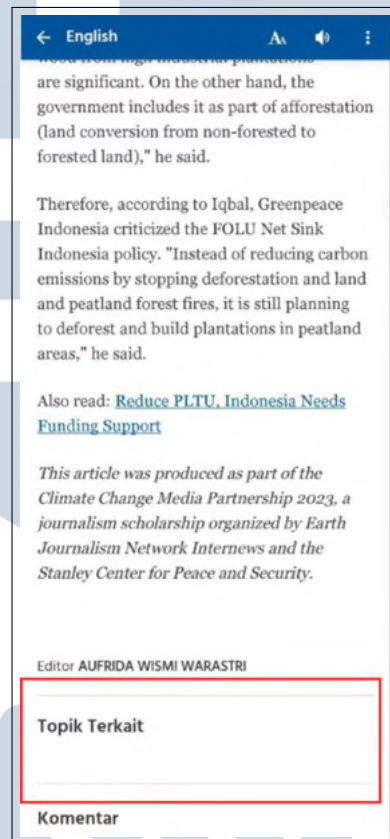 English
wood from high industrial plantations
are significant. On the other hand, the
government includes it as part of afforestation
(land conversion from non-forested to
forested land)," he said.
Therefore, according to Iqbal, Greenpeace
Indonesia criticized the FOLU Net Sink
Indonesia policy. "Instead of reducing carbon
emissions by stopping deforestation and land
and peatland forest fires, it is still planning
to deforest and build plantations in peatland
areas," he said.
Also read: Reduce PLTU, Indonesia Needs
Funding Support
This article was produced as part of the
Climate Change Media Partnership 2023, a
journalism scholarship organized by Earth
Journalism Network Internews and the
Stanley Center for Peace and Security.
Editor AUFRIDA WISMI WARASTRI
Topik Terkait
Komentar